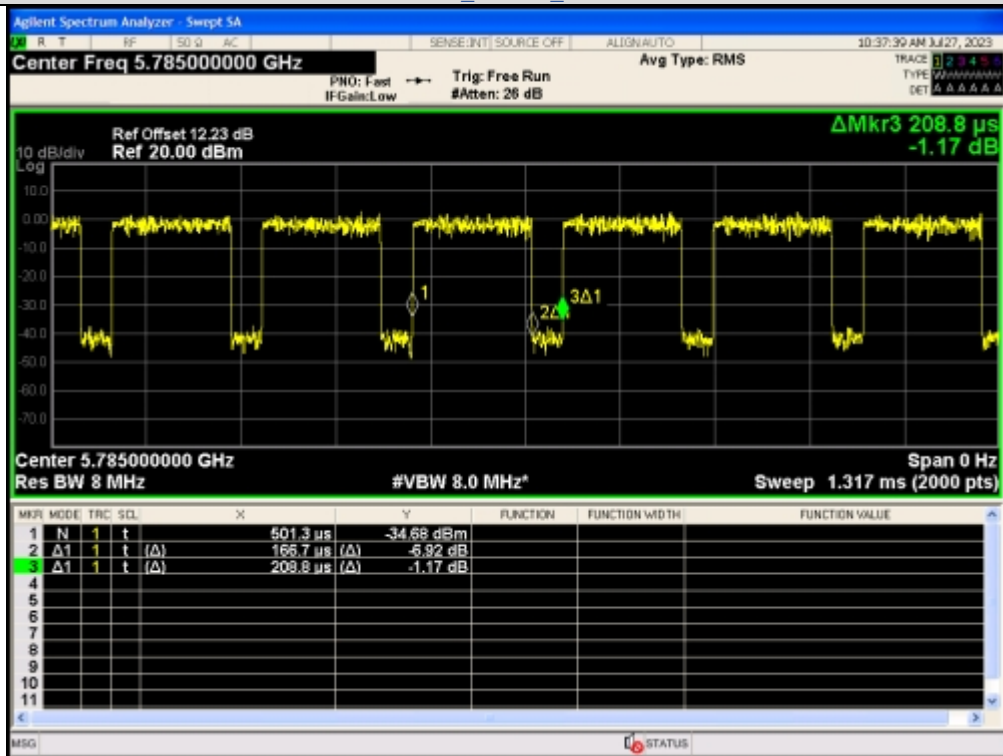 Agilent Spectrum Analyzer - Swept SA
R T RF 50 Ω AC SENSE:INT SOURCE OFF ALIGNAUTO 10:37:39 AM Jul 27, 2023
Center Freq 5.785000000 GHz
Avg Type: RMS
TRACE 1 2 3 4 5 6
PNO: Fast
Trig: Free Run
TYPE
IFGain:Low
#Atten: 26 dB
DET A A A A A A
ΔMkr3 208.8 µs
-1.17 dB
Ref Offset 12.23 dB
10 dB/div Ref 20.00 dBm
Log
10.0
0.00
-10.0
-20.0
-30.0
-40.0
-50.0
-60.0
-70.0
1
3Δ1
Center 5.785000000 GHz Span 0 Hz
Res BW 8 MHz #VBW 8.0 MHz* Sweep 1.317 ms (2000 pts)
MKR MODE TRC SCL X Y FUNCTION FUNCTION WIDTH FUNCTION VALUE
1 N 1 t 501.3 µs -34.68 dBm
2 Δ1 1 t (Δ) 166.7 µs (Δ) -6.92 dB
3 Δ1 1 t (Δ) 208.8 µs (Δ) -1.17 dB
4
5
6
7
8
9
10
11
MSG STATUS